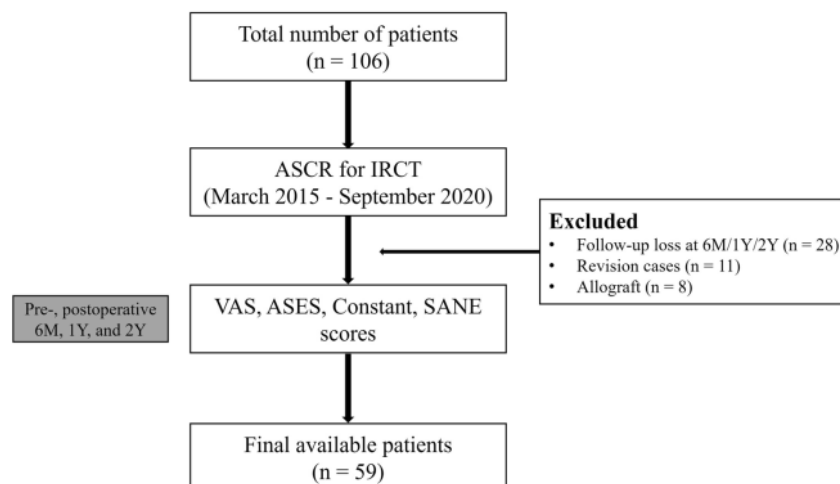 Total number of patients
(n = 106)
ASCR for IRCT
(March 2015 - September 2020)
Excluded
• Follow-up loss at 6M/1Y/2Y (n = 28)
• Revision cases (n = 11)
• Allograft (n = 8)
Pre-, postoperative
6M, 1Y, and 2Y
VAS, ASES, Constant, SANE
scores
Final available patients
(n = 59)